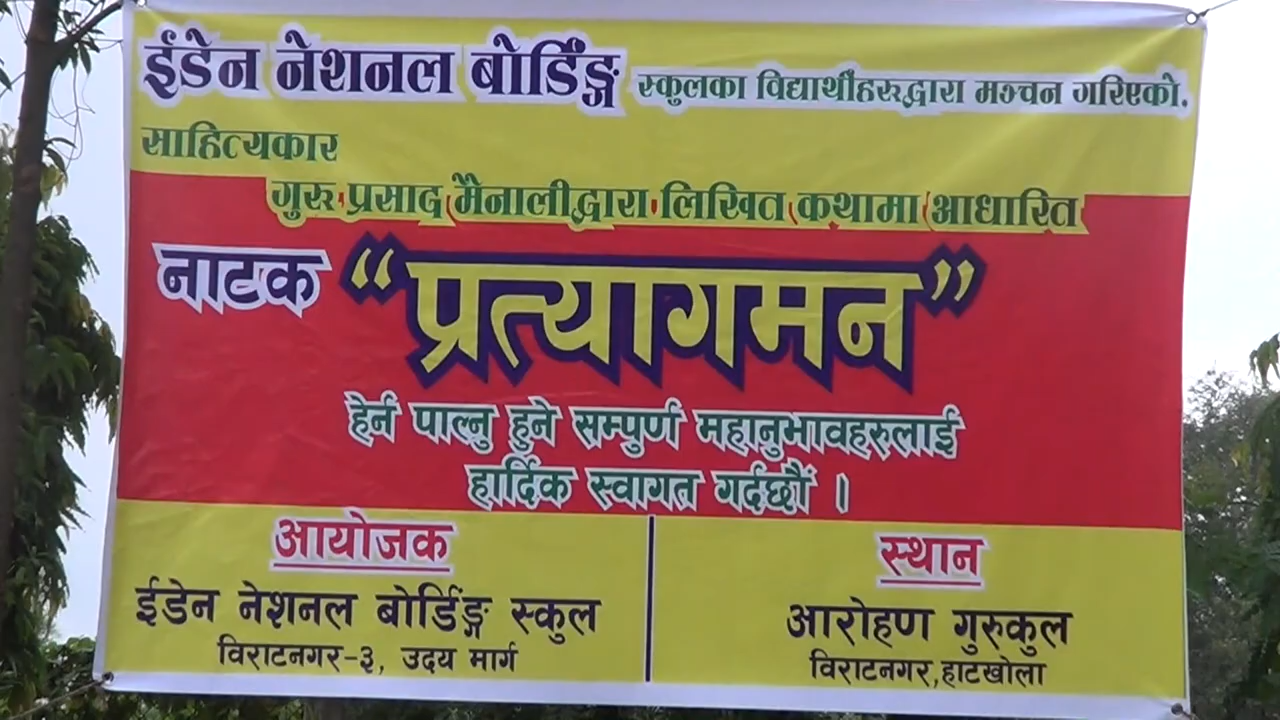 ईडेन नेशनल बोर्डिङ्ग स्कुलका विद्यार्थीहरुद्वारा मञ्चन गरिएको.
साहित्यकार
गुरु प्रसाद मैनालीद्वारा लिखित कथामा आधारित
नाटक “प्रत्यागमन”
हेर्न पाल्नु हुने सम्पुर्ण महानुभावहरुलाई
हार्दिक स्वागत गर्दछौं ।
आयोजक
ईडेन नेशनल बोर्डिङ्ग स्कुल
विराटनगर-३, उदय मार्ग
स्थान
आरोहण गुरुकुल
विराटनगर,हाटखोला